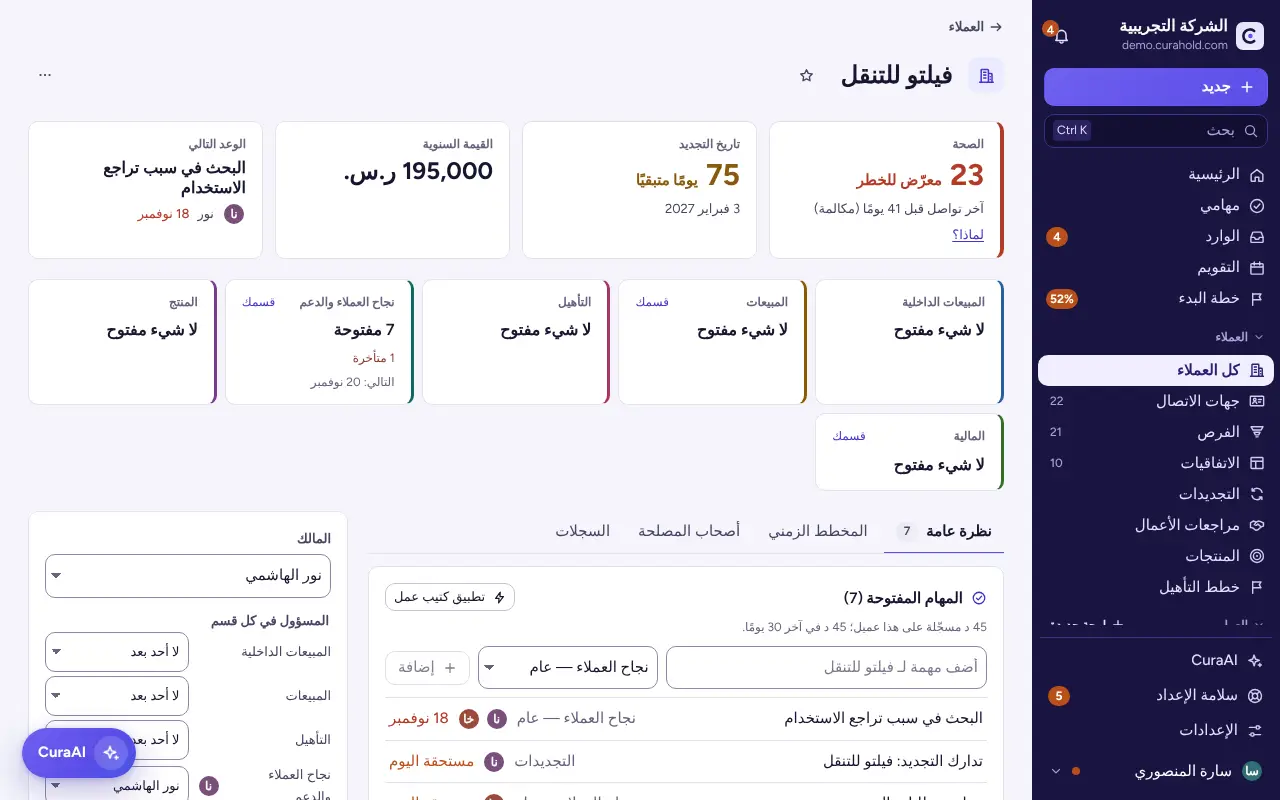 الشركة التجريبية
demo.curahold.com
4
جديد
بحث
Ctrl K
الرئيسية
مهامي
الوارد
4
التقويم
خطة البدء
52%
العملاء
كل العملاء
جهات الاتصال
22
الفرص
21
الاتفاقيات
10
التجديدات
مراجعات الأعمال
المنتجات
خطط التأهيل
CuraAI
سلامة الإعداد
5
الإعدادات
سا
سارة المنصوري
العملاء
فيلتو للتنقل
الصحة
23 معرّض للخطر
آخر تواصل قبل 41 يومًا (مكالمة)
لماذا؟
تاريخ التجديد
75 يومًا متبقيًا
3 فبراير 2027
القيمة السنوية
195,000 ر.س.
الوعد التالي
البحث في سبب تراجع
الاستخدام
نا نور 18 نوفمبر
المبيعات الداخلية
لا شيء مفتوح
المبيعات
قسمك
لا شيء مفتوح
التأهيل
لا شيء مفتوح
نجاح العملاء والدعم
قسمك
7 مفتوحة
1 متأخرة
التالي: 20 نوفمبر
المنتج
لا شيء مفتوح
المالية
قسمك
لا شيء مفتوح
نظرة عامة 7
المخطط الزمني
أصحاب المصلحة
السجلات
المهام المفتوحة (7)
تطبيق كتيب عمل
45 د مسجّلة على هذا عميل؛ 45 د في آخر 30 يومًا.
أضف مهمة لـ فيلتو للتنقل
نجاح العملاء — عام
إضافة
البحث في سبب تراجع الاستخدام
نجاح العملاء — عام
نا
خا
18 نوفمبر
تدارك التجديد: فيلتو للتنقل
التجديدات
نا
مستحقة اليوم
المالك
نور الهاشمي
المسؤول في كل قسم
المبيعات الداخلية
لا أحد بعد
المبيعات
لا أحد بعد
التأهيل
لا أحد بعد
نجاح العملاء
والدعم
نا
نور الهاشمي
CuraAI